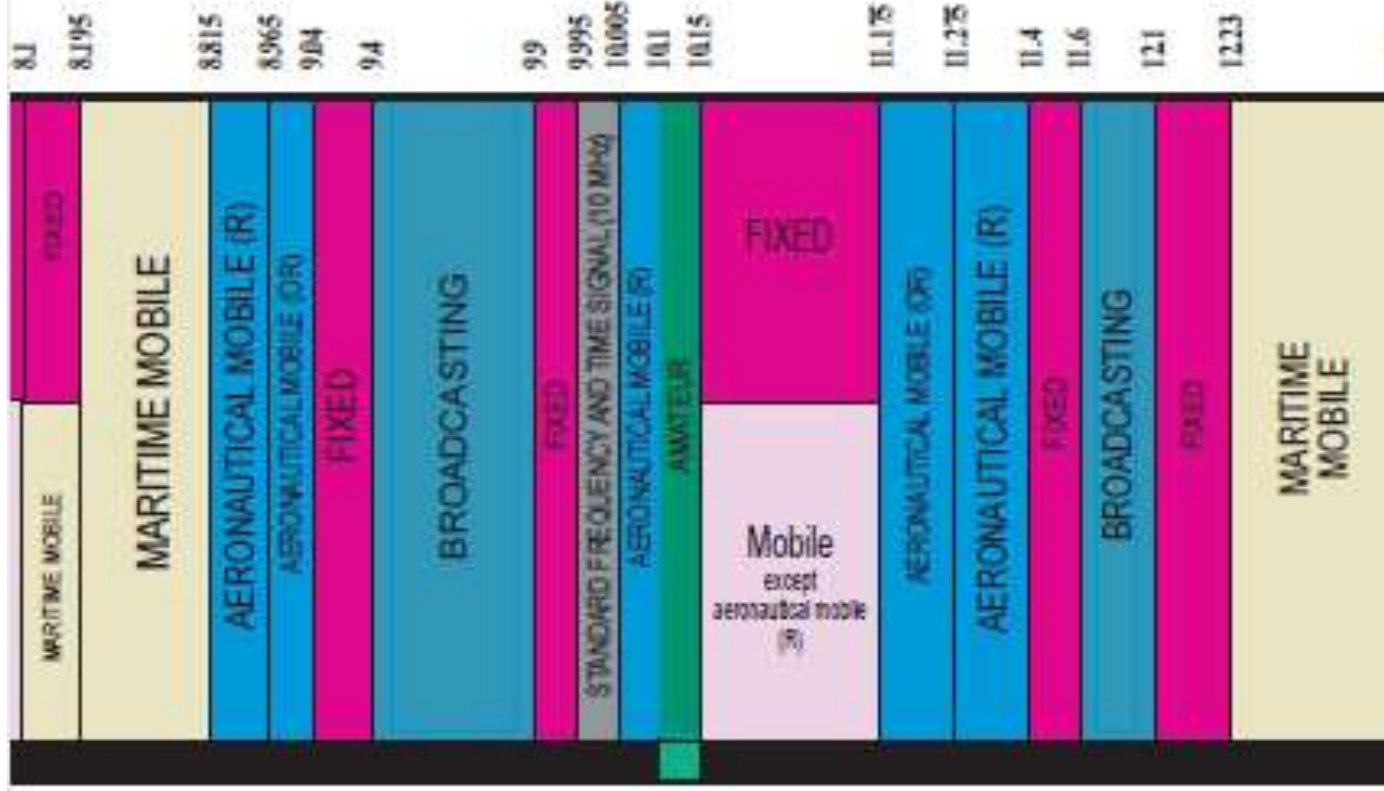 8.1
8.195
8.815
8.965
9.04
9.4
9.9
9.995
10.005
10.1
10.15
11.175
11.275
11.4
11.6
12.1
12.23
FIXED
MARITIME MOBILE
MARITIME MOBILE
AERONAUTICAL MOBILE (R)
AERONAUTICAL MOBILE (OR)
FIXED
BROADCASTING
FIXED
STANDARD FREQUENCY AND TIME SIGNAL (10 MHz)
AERONAUTICAL MOBILE (R)
AMATEUR
FIXED
Mobile
except
aeronautical mobile
(R)
AERONAUTICAL MOBILE (OR)
AERONAUTICAL MOBILE (R)
FIXED
BROADCASTING
FIXED
MARITIME
MOBILE